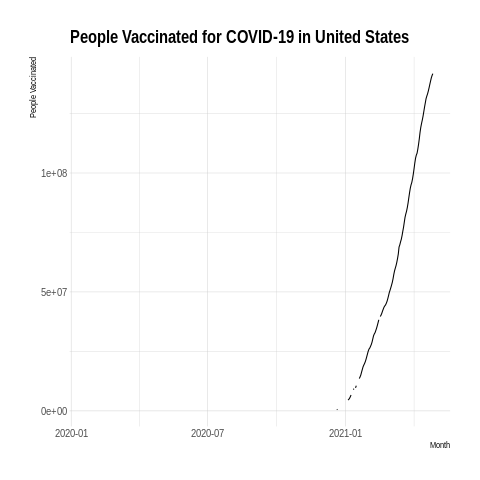 People Vaccinated for COVID-19 in United States
People Vaccinated
1e+08
5e+07
0e+00
2020-01 2020-07 2021-01
Month